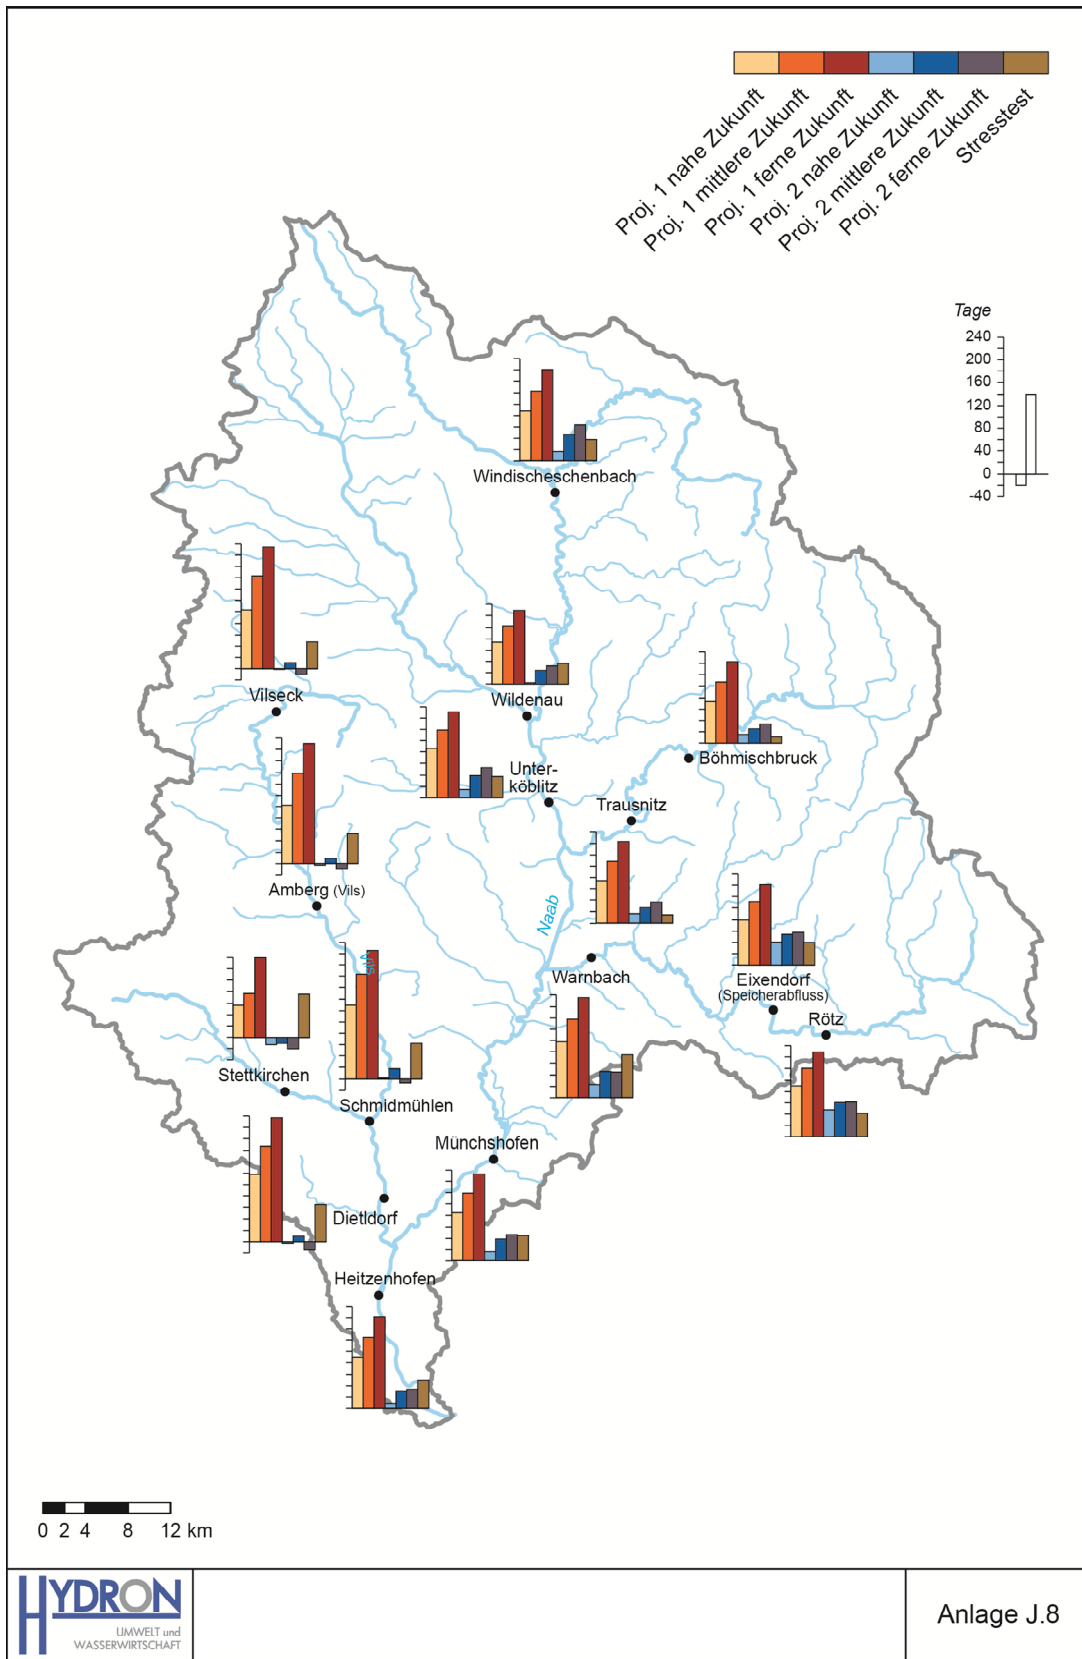 Proj. 1 nahe Zukunft
Proj. 1 mittlere Zukunft
Proj. 1 ferne Zukunft
Proj. 2 nahe Zukunft
Proj. 2 mittlere Zukunft
Proj. 2 ferne Zukunft
Stresstest
Tage
240
200
160
120
80
40
0
-40
Windischeschenbach
Vilseck
Wildenau
Böhmischbruck
Unter-
köblitz
Trausnitz
Amberg (Vils)
Naab
Vils
Warnbach
Eixendorf
(Speicherabfluss)
Rötz
Stettkirchen
Schmidmühlen
Münchshofen
Dietldorf
Heitzenhofen
0 2 4 8 12 km
HYDRON
UMWELT und
WASSERWIRTSCHAFT
Anlage J.8